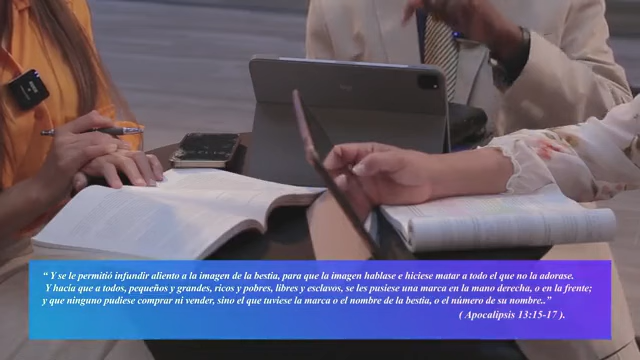 “ Y se le permitió infundir aliento a la imagen de la bestia, para que la imagen hablase e hiciese matar a todo el que no la adorase.
Y hacía que a todos, pequeños y grandes, ricos y pobres, libres y esclavos, se les pusiese una marca en la mano derecha, o en la frente;
y que ninguno pudiese comprar ni vender, sino el que tuviese la marca o el nombre de la bestia, o el número de su nombre..”
( Apocalipsis 13:15-17 ).